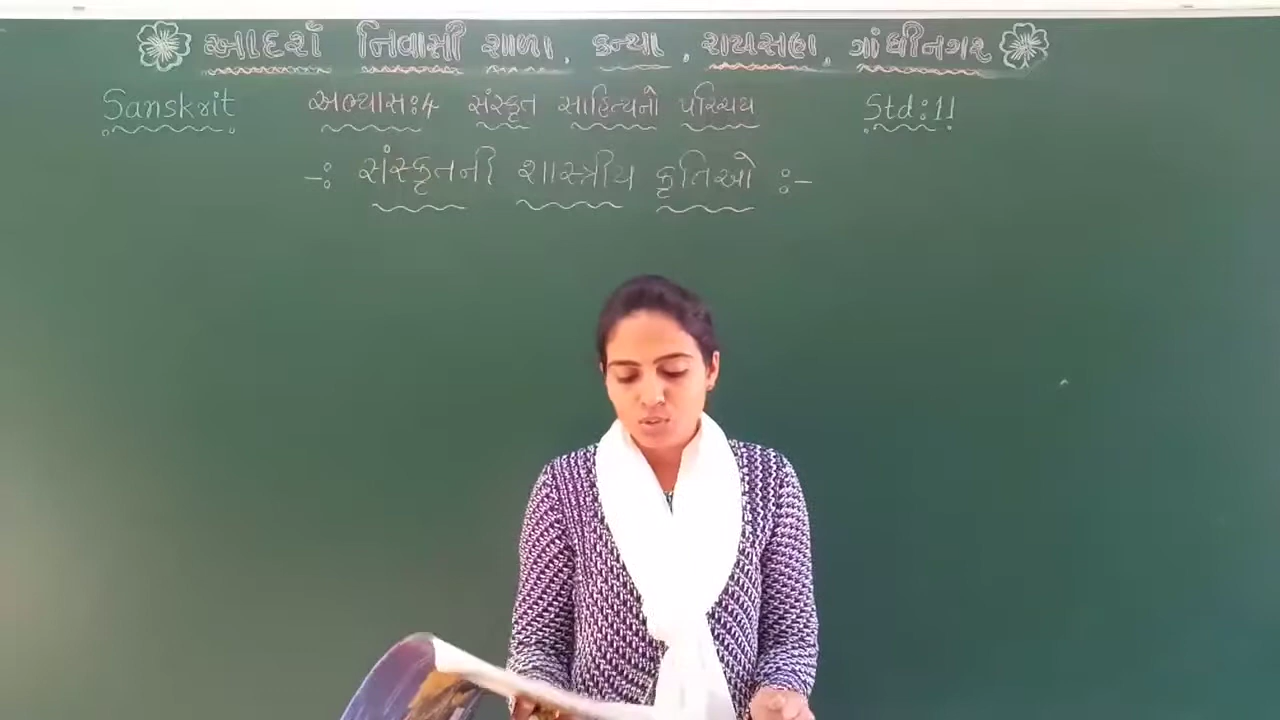 આદર્શ નિવાસી શાળા, કન્યા, રાયસણ, ગાંધીનગર
Sanskrit અભ્યાસ:૪ સંસ્કૃત સાહિત્યનો પરિચય Std:11
-: સંસ્કૃતની શાસ્ત્રીય કૃતિઓ :-